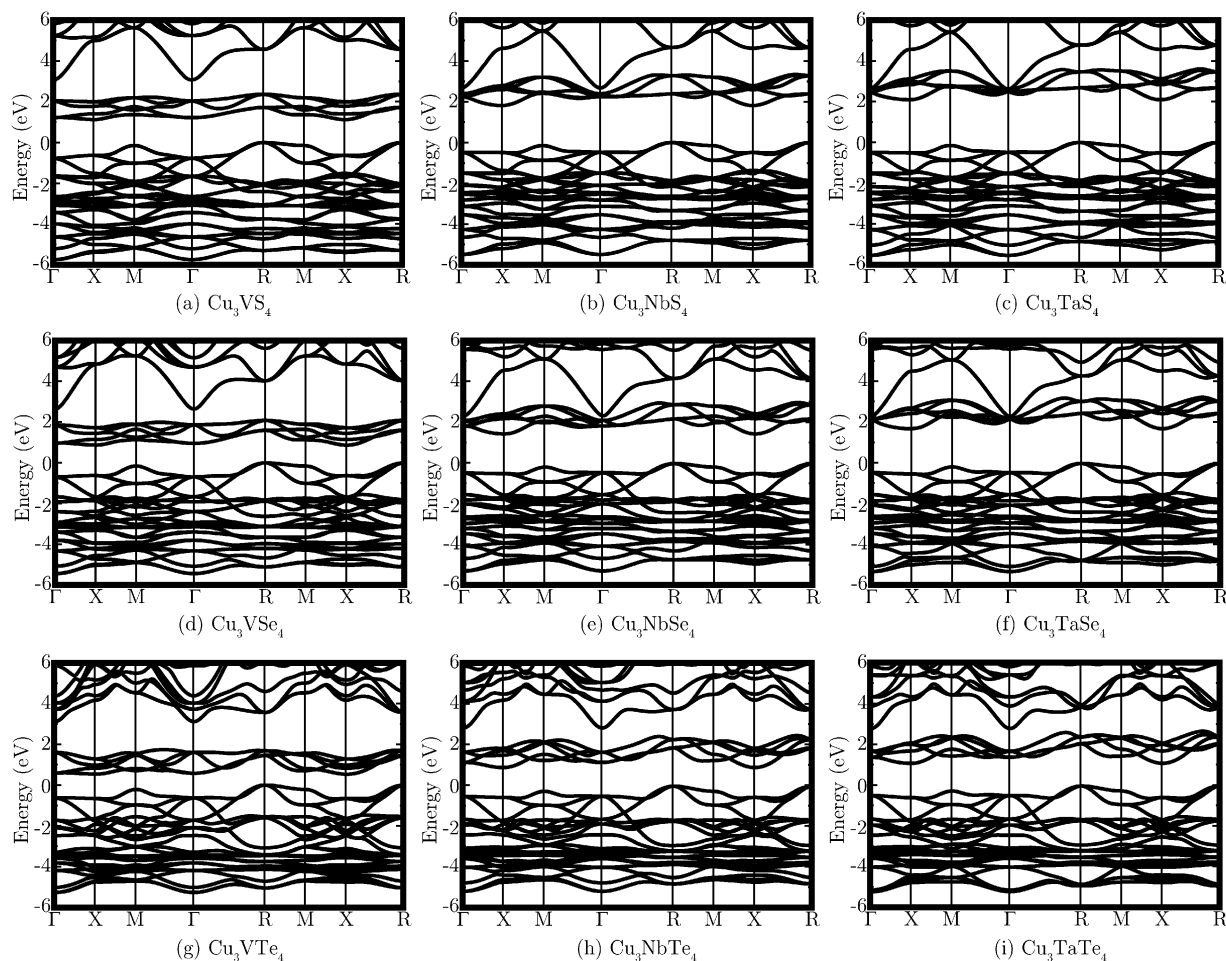 6 6 6
4 4 4
2 2 2
0 0 0
-2 -2 -2
-4 -4 -4
-6 -6 -6
Energy (eV) Energy (eV) Energy (eV)
Γ X M Γ R M X R Γ X M Γ R M X R Γ X M Γ R M X R
(a) Cu₃VS₄ (b) Cu₃NbS₄ (c) Cu₃TaS₄
6 6 6
4 4 4
2 2 2
0 0 0
-2 -2 -2
-4 -4 -4
-6 -6 -6
Energy (eV) Energy (eV) Energy (eV)
Γ X M Γ R M X R Γ X M Γ R M X R Γ X M Γ R M X R
(d) Cu₃VSe₄ (e) Cu₃NbSe₄ (f) Cu₃TaSe₄
6 6 6
4 4 4
2 2 2
0 0 0
-2 -2 -2
-4 -4 -4
-6 -6 -6
Energy (eV) Energy (eV) Energy (eV)
Γ X M Γ R M X R Γ X M Γ R M X R Γ X M Γ R M X R
(g) Cu₃VTe₄ (h) Cu₃NbTe₄ (i) Cu₃TaTe₄